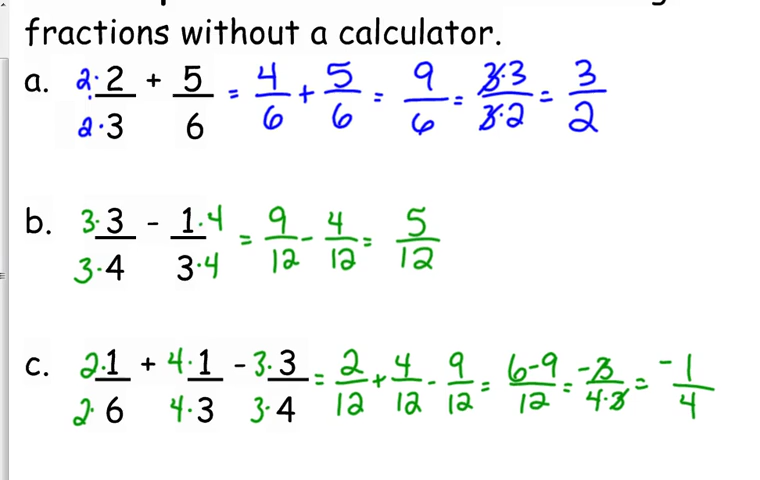 fractions without a calculator.
a. 2·2/2·3 + 5/6 = 4/6 + 5/6 = 9/6 = 3·3/3·2 = 3/2
b. 3·3/3·4 - 1·4/3·4 = 9/12 - 4/12 = 5/12
c. 2·1/2·6 + 4·1/4·3 - 3·3/3·4 = 2/12 + 4/12 - 9/12 = 6-9/12 = -3/4·3 = -1/4